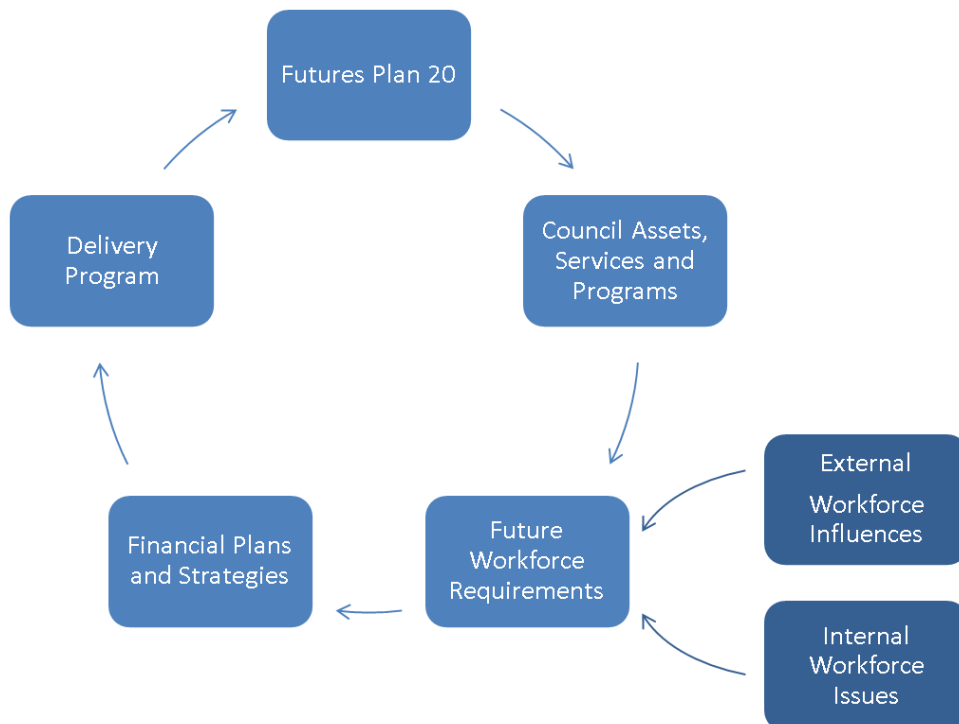 Futures Plan 20
Delivery
Program
Council Assets,
Services and
Programs
External
Workforce
Influences
Financial Plans
and Strategies
Future
Workforce
Requirements
Internal
Workforce
Issues